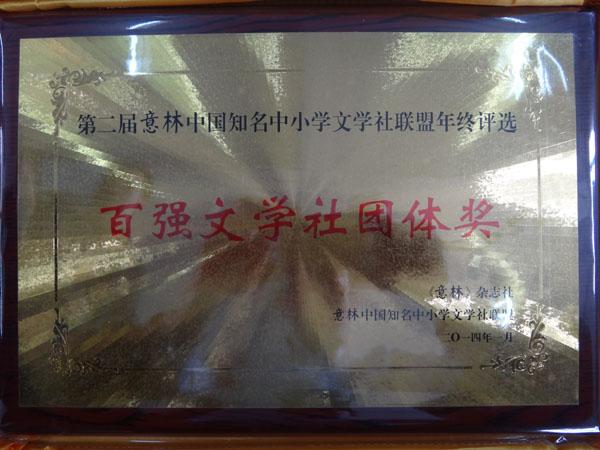 第二届意林中国知名中小学文学社联盟年终评选
百强文学社团体奖
《意林》杂志社
意林中国知名中小学文学社联盟
二〇一四年一月